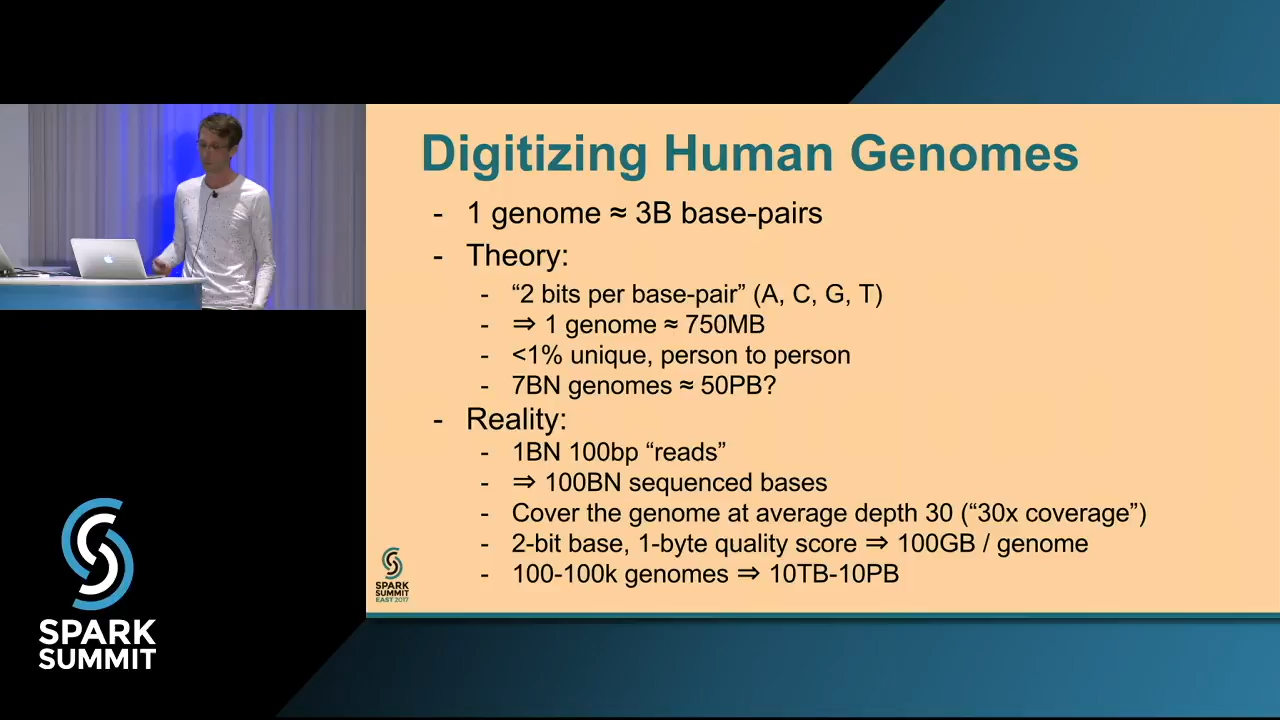 Digitizing Human Genomes
- 1 genome ≈ 3B base-pairs
- Theory:
- “2 bits per base-pair” (A, C, G, T)
- ⇒ 1 genome ≈ 750MB
- <1% unique, person to person
- 7BN genomes ≈ 50PB?
- Reality:
- 1BN 100bp “reads”
- ⇒ 100BN sequenced bases
- Cover the genome at average depth 30 (“30x coverage”)
- 2-bit base, 1-byte quality score ⇒ 100GB / genome
- 100-100k genomes ⇒ 10TB-10PB
SPARK
SUMMIT
EAST 2017
SPARK
SUMMIT